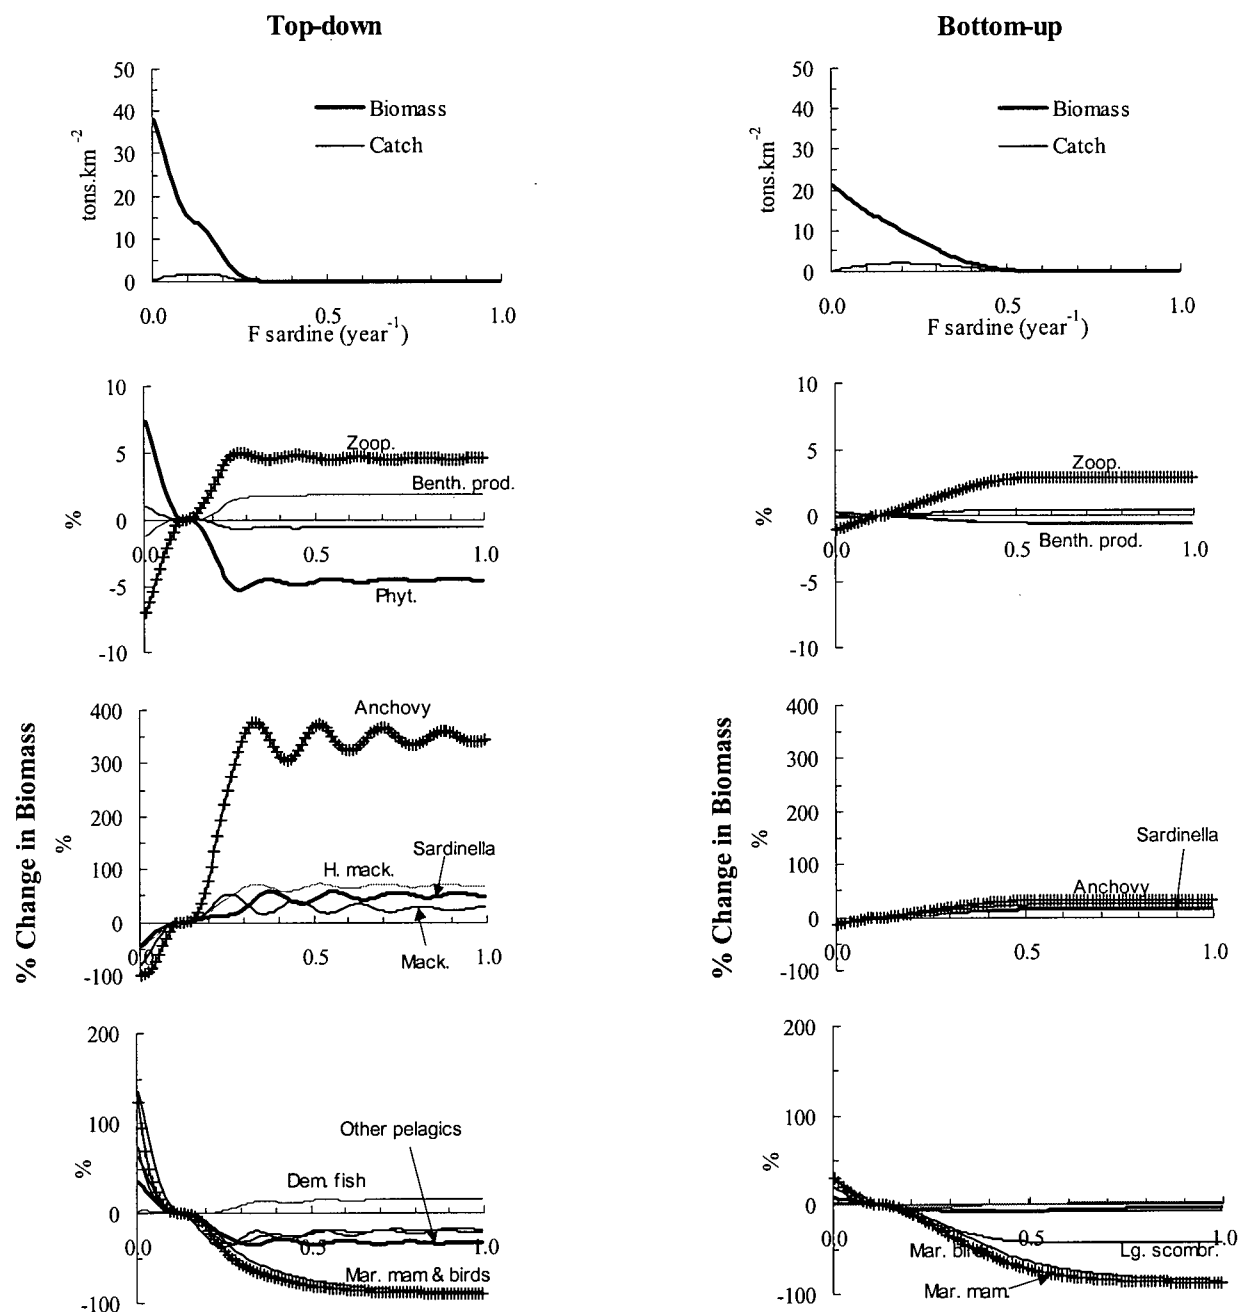 Top-down
50
40
30
20
10
0
tons.km-2
Biomass
Catch
0.0
0.5
1.0
F sardine (year-1)
Bottom-up
50
40
30
20
10
0
tons.km-2
Biomass
Catch
0.0
0.5
1.0
F sardine (year-1)
10
5
0
-5
-10
%
Zoop.
Benth. prod.
0.0
0.5
1.0
Phyt.
10
5
0
-5
-10
%
Zoop.
0.0
0.5
1.0
Benth. prod.
% Change in Biomass
400
300
200
100
0
-100
%
Anchovy
Sardinella
H. mack.
0.0
0.5
1.0
Mack.
% Change in Biomass
400
300
200
100
0
-100
%
Sardinella
Anchovy
0.0
0.5
1.0
200
100
0
-100
%
Other pelagics
Dem. fish
0.0
0.5
1.0
Mar. mam & birds
200
100
0
-100
%
0.0
0.5
1.0
Mar.
Lg. scombr.
Mar. mam.